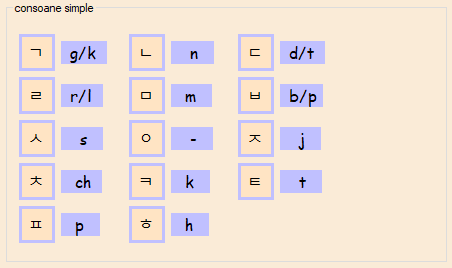 consoane simple
ㄱ g/k ㄴ n ㄷ d/t
ㄹ r/l ㅁ m ㅂ b/p
ㅅ s ㅇ - ㅈ j
ㅊ ch ㅋ k ㅌ t
ㅍ p ㅎ h